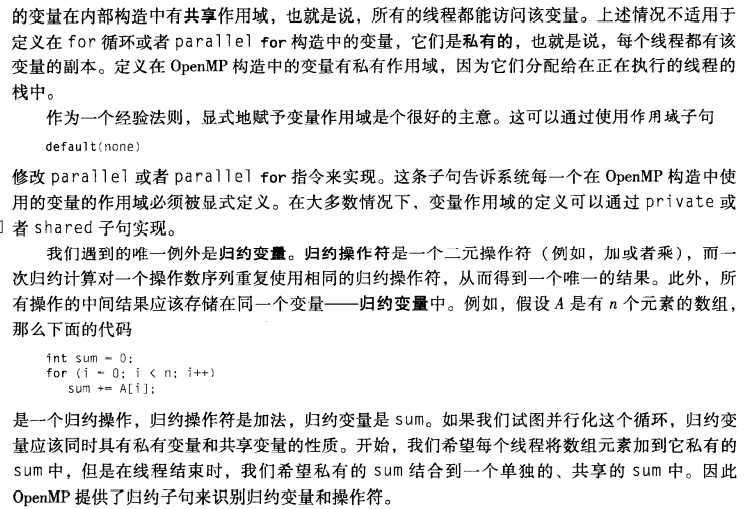 的变量在内部构造中有共享作用域，也就是说，所有的线程都能访问该变量。上述情况不适用于
定义在 for 循环或者 parallel for 构造中的变量，它们是私有的，也就是说，每个线程都有该
变量的副本。定义在 OpenMP 构造中的变量有私有作用域，因为它们分配给在正在执行的线程的
栈中。
作为一个经验法则，显式地赋予变量作用域是个很好的主意。这可以通过使用作用域子句
default(none)
修改 parallel 或者 parallel for 指令来实现。这条子句告诉系统每一个在 OpenMP 构造中使
用的变量的作用域必须被显式定义。在大多数情况下，变量作用域的定义可以通过 private 或
者 shared 子句实现。
我们遇到的唯一例外是归约变量。归约操作符是一个二元操作符（例如，加或者乘），而一
次归约计算对一个操作数序列重复使用相同的归约操作符，从而得到一个唯一的结果。此外，所
有操作的中间结果应该存储在同一个变量——归约变量中。例如，假设 A 是有 n 个元素的数组，
那么下面的代码
int sum = 0;
for (i = 0; i < n; i++)
sum += A[i];
是一个归约操作，归约操作符是加法，归约变量是 sum。如果我们试图并行化这个循环，归约变
量应该同时具有私有变量和共享变量的性质。开始，我们希望每个线程将数组元素加到它私有的
sum 中，但是在线程结束时，我们希望私有的 sum 结合到一个单独的、共享的 sum 中。因此
OpenMP 提供了归约子句来识别归约变量和操作符。